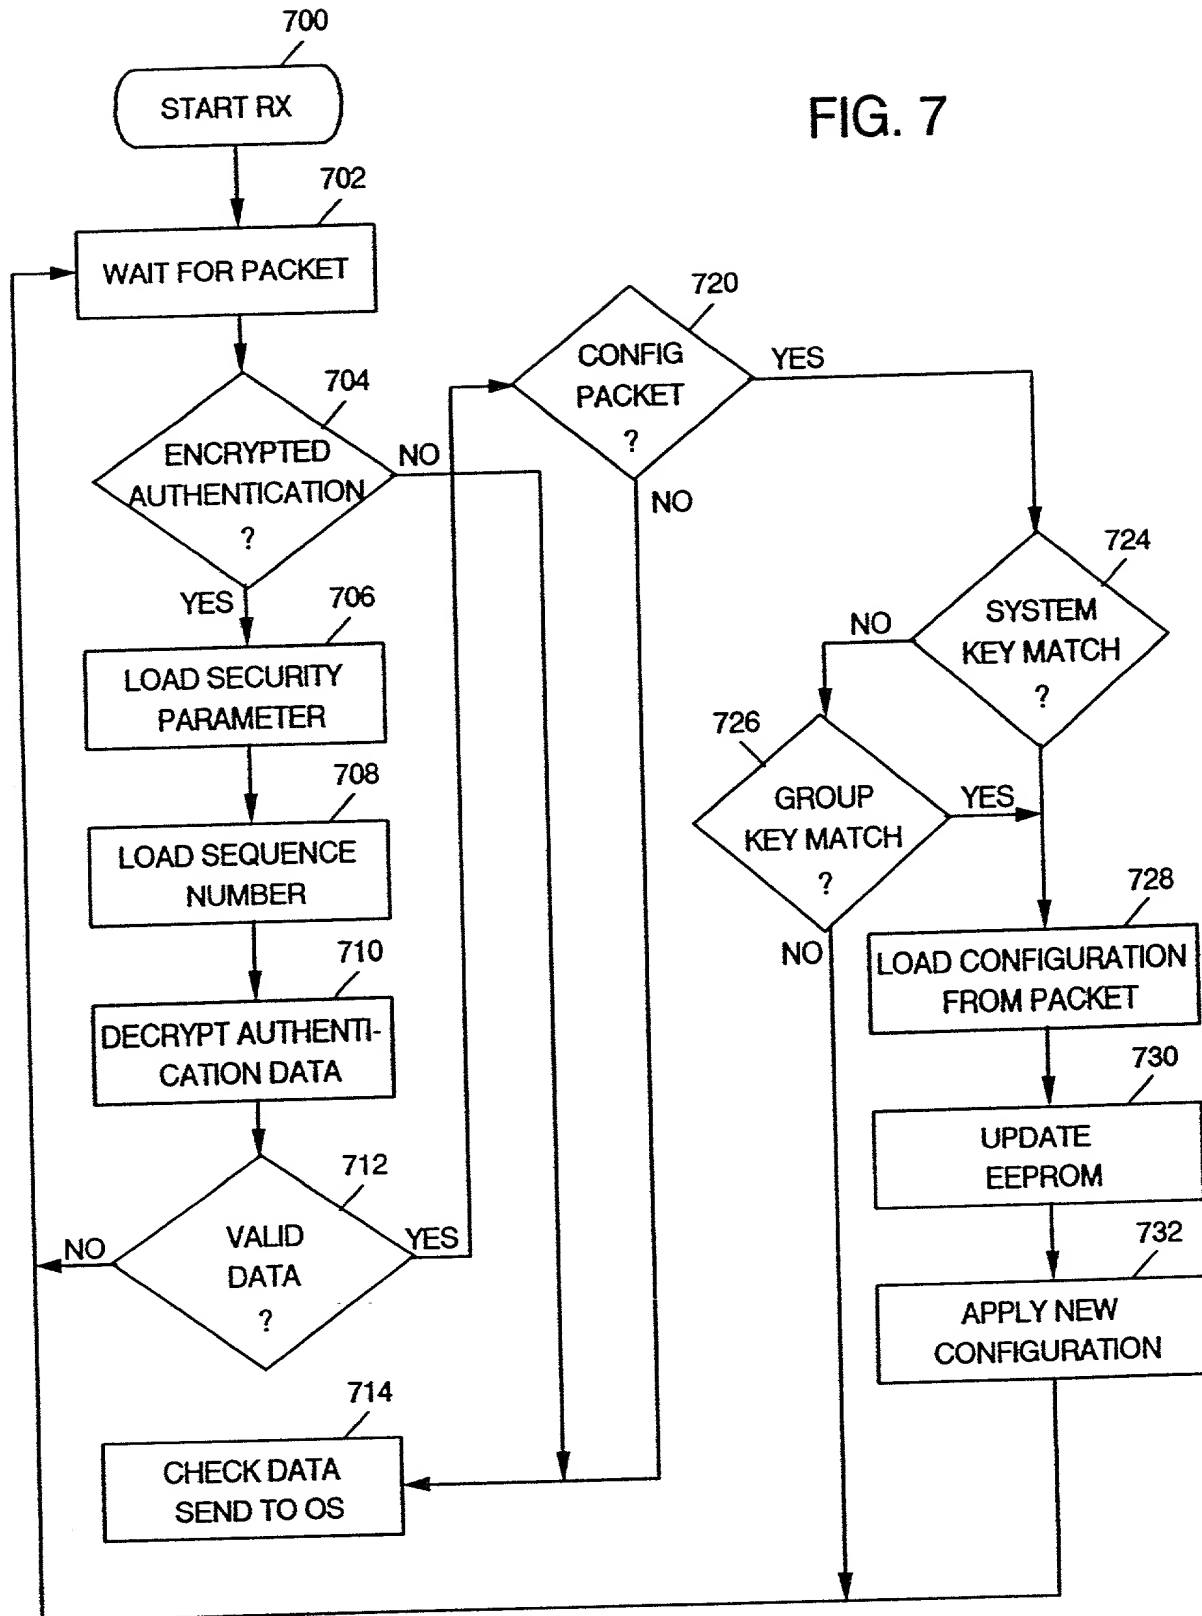 FIG. 7
700
START RX
702
WAIT FOR PACKET
704
ENCRYPTED
AUTHENTICATION
?
NO
YES
706
LOAD SECURITY
PARAMETER
708
LOAD SEQUENCE
NUMBER
710
DECRYPT AUTHENTI-
CATION DATA
712
VALID
DATA
?
NO
YES
714
CHECK DATA
SEND TO OS
720
CONFIG
PACKET
?
YES
NO
724
SYSTEM
KEY MATCH
?
NO
726
GROUP
KEY MATCH
?
YES
NO
728
LOAD CONFIGURATION
FROM PACKET
730
UPDATE
EEPROM
732
APPLY NEW
CONFIGURATION